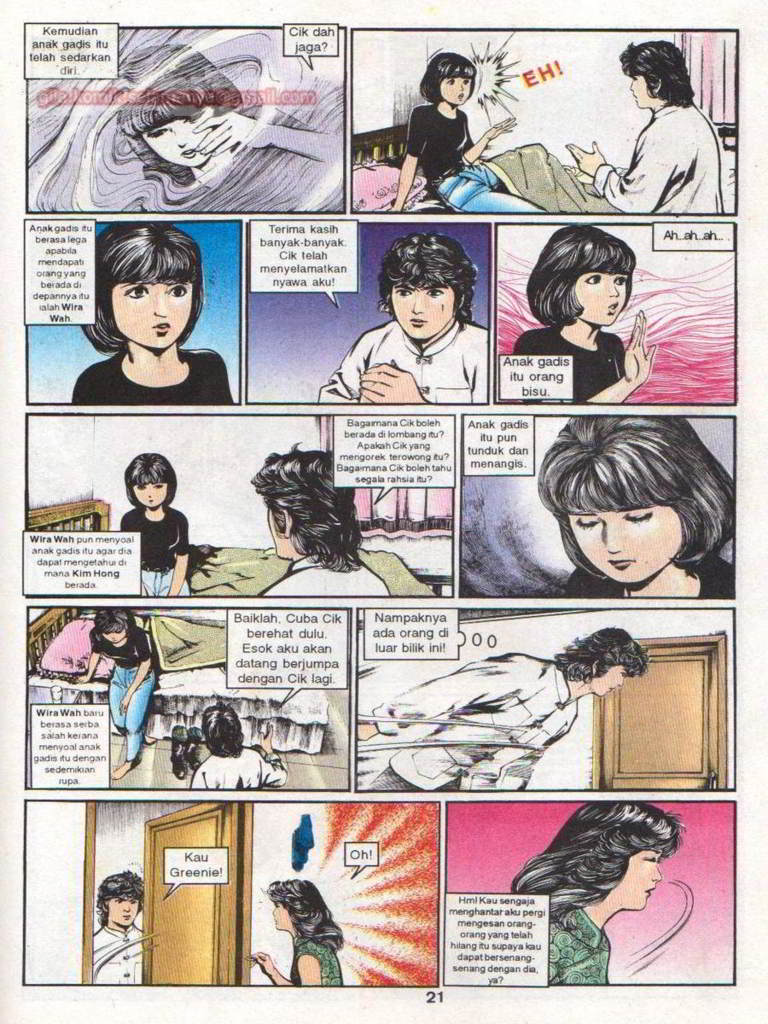 Kemudian
anak gadis itu
telah sedarkan
diri.
Cik dah
jaga?
EH!
Anak gadis itu
berasa lega
apabila
mendapati
orang yang
berada di
depannya itu
ialah Wira
Wah.
Terima kasih
banyak-banyak.
Cik telah
menyelamatkan
nyawa aku!
Ah...ah...ah...
Anak gadis
itu orang
bisu.
Wira Wah pun menyoal
anak gadis itu agar dia
dapat mengetahui di
mana Kim Hong
berada.
Bagaimana Cik boleh
berada di lombang itu?
Apakah Cik yang
mengorek terowong itu?
Bagaimana Cik boleh tahu
segala rahsia itu?
Anak gadis
itu pun
tunduk dan
menangis.
Wira Wah baru
berasa serba
salah kerana
menyoal anak
gadis itu dengan
sedemikian
rupa.
Baiklah, Cuba Cik
berehat dulu.
Esok aku akan
datang berjumpa
dengan Cik lagi.
Nampaknya
ada orang di
luar bilik ini!
Kau
Greenie!
Oh!
Hm! Kau sengaja
menghantar aku pergi
mengesan orang-
orang yang telah
hilang itu supaya kau
dapat bersenang-
senang dengan dia,
ya?
21